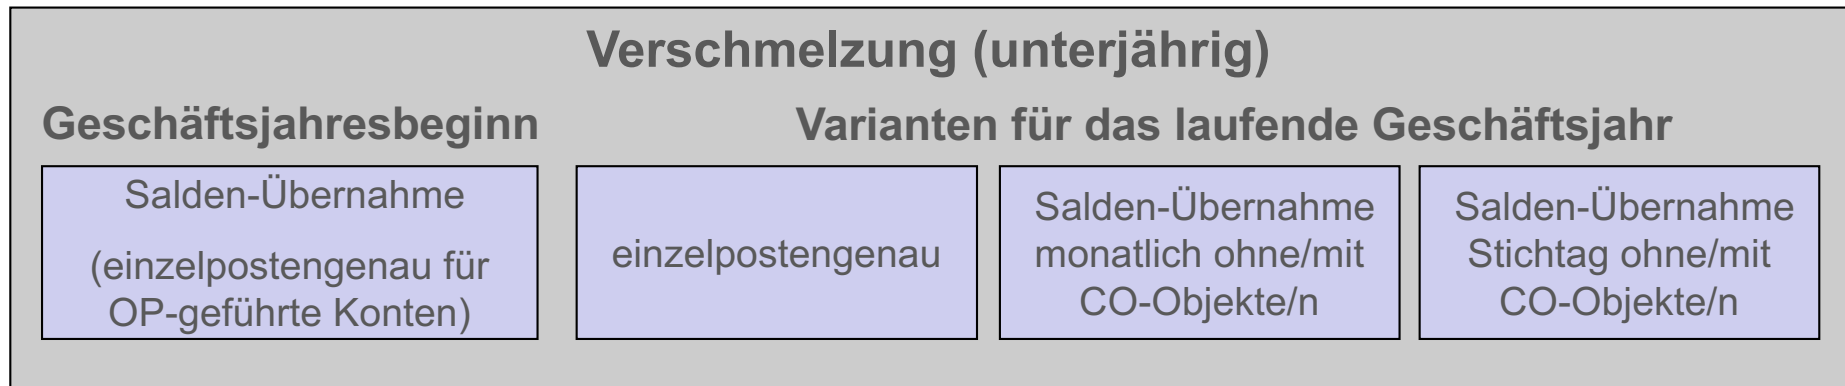 Verschmelzung (unterjährig)
Geschäftsjahresbeginn
Salden-Übernahme
(einzelpostengenau für
OP-geführte Konten)
Varianten für das laufende Geschäftsjahr
einzelpostengenau
Salden-Übernahme
monatlich ohne/mit
CO-Objekte/n
Salden-Übernahme
Stichtag ohne/mit
CO-Objekte/n